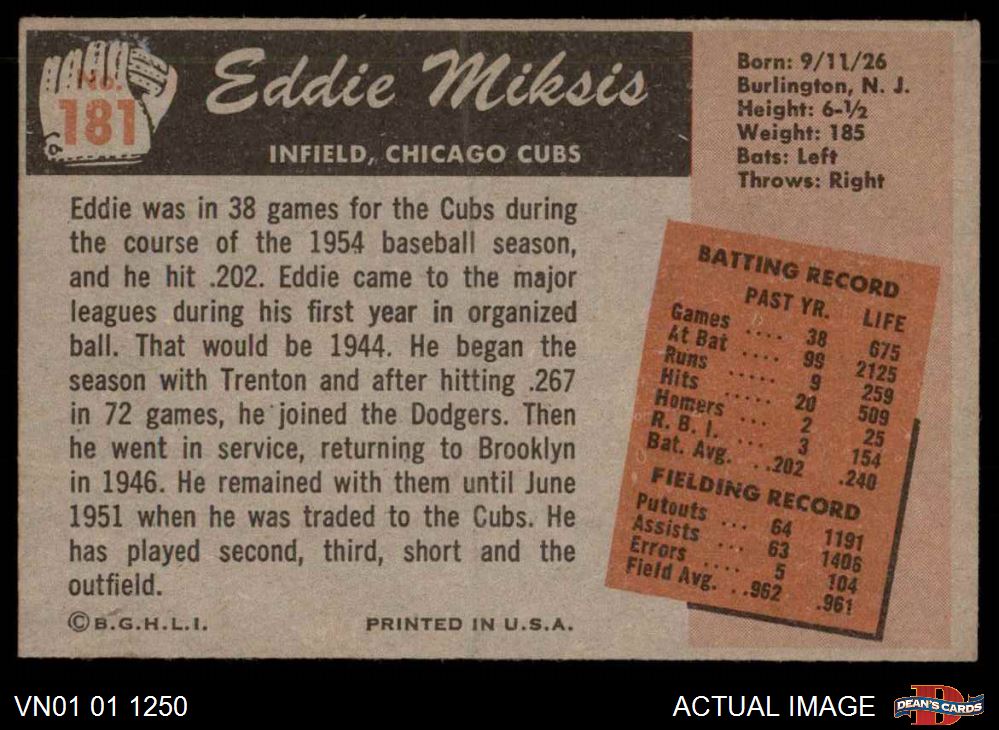 No.
181
Eddie Miksis
INFIELD, CHICAGO CUBS
Born: 9/11/26
Burlington, N. J.
Height: 6-½
Weight: 185
Bats: Left
Throws: Right
Eddie was in 38 games for the Cubs during
the course of the 1954 baseball season,
and he hit .202. Eddie came to the major
leagues during his first year in organized
ball. That would be 1944. He began the
season with Trenton and after hitting .267
in 72 games, he joined the Dodgers. Then
he went in service, returning to Brooklyn
in 1946. He remained with them until June
1951 when he was traded to the Cubs. He
has played second, third, short and the
outfield.
© B.G.H.L.I. PRINTED IN U.S.A.
BATTING RECORD
PAST YR. LIFE
Games .... 38 675
At Bat .... 99 2125
Runs ..... 9 259
Hits ..... 20 509
Homers ... 2 25
R. B. I. ... 3 154
Bat. Avg. ..202 .240
FIELDING RECORD
Putouts ... 64 1191
Assists ... 63 1406
Errors .... 5 104
Field Avg. ..962 .961
VN01 01 1250
ACTUAL IMAGE
D
DEAN'S CARDS